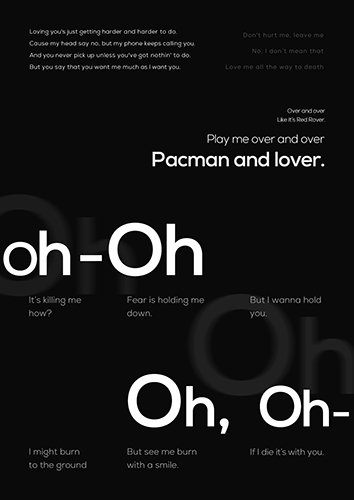 Loving you's just getting harder and harder to do.
Cause my head say no, but my phone keeps calling you.
And you never pick up unless you've got nothin' to do.
But you say that you want me much as I want you.
Don't hurt me, leave me
No, I don't mean that
Love me all the way to death
Over and over
Like it's Red Rover.
Play me over and over
Pacman and lover.
Oh
oh-Oh
It's killing me
how?
Fear is holding me
down.
But I wanna hold
you.
Oh
Oh, Oh-
I might burn
to the ground
But see me burn
with a smile.
If I die it's with you.